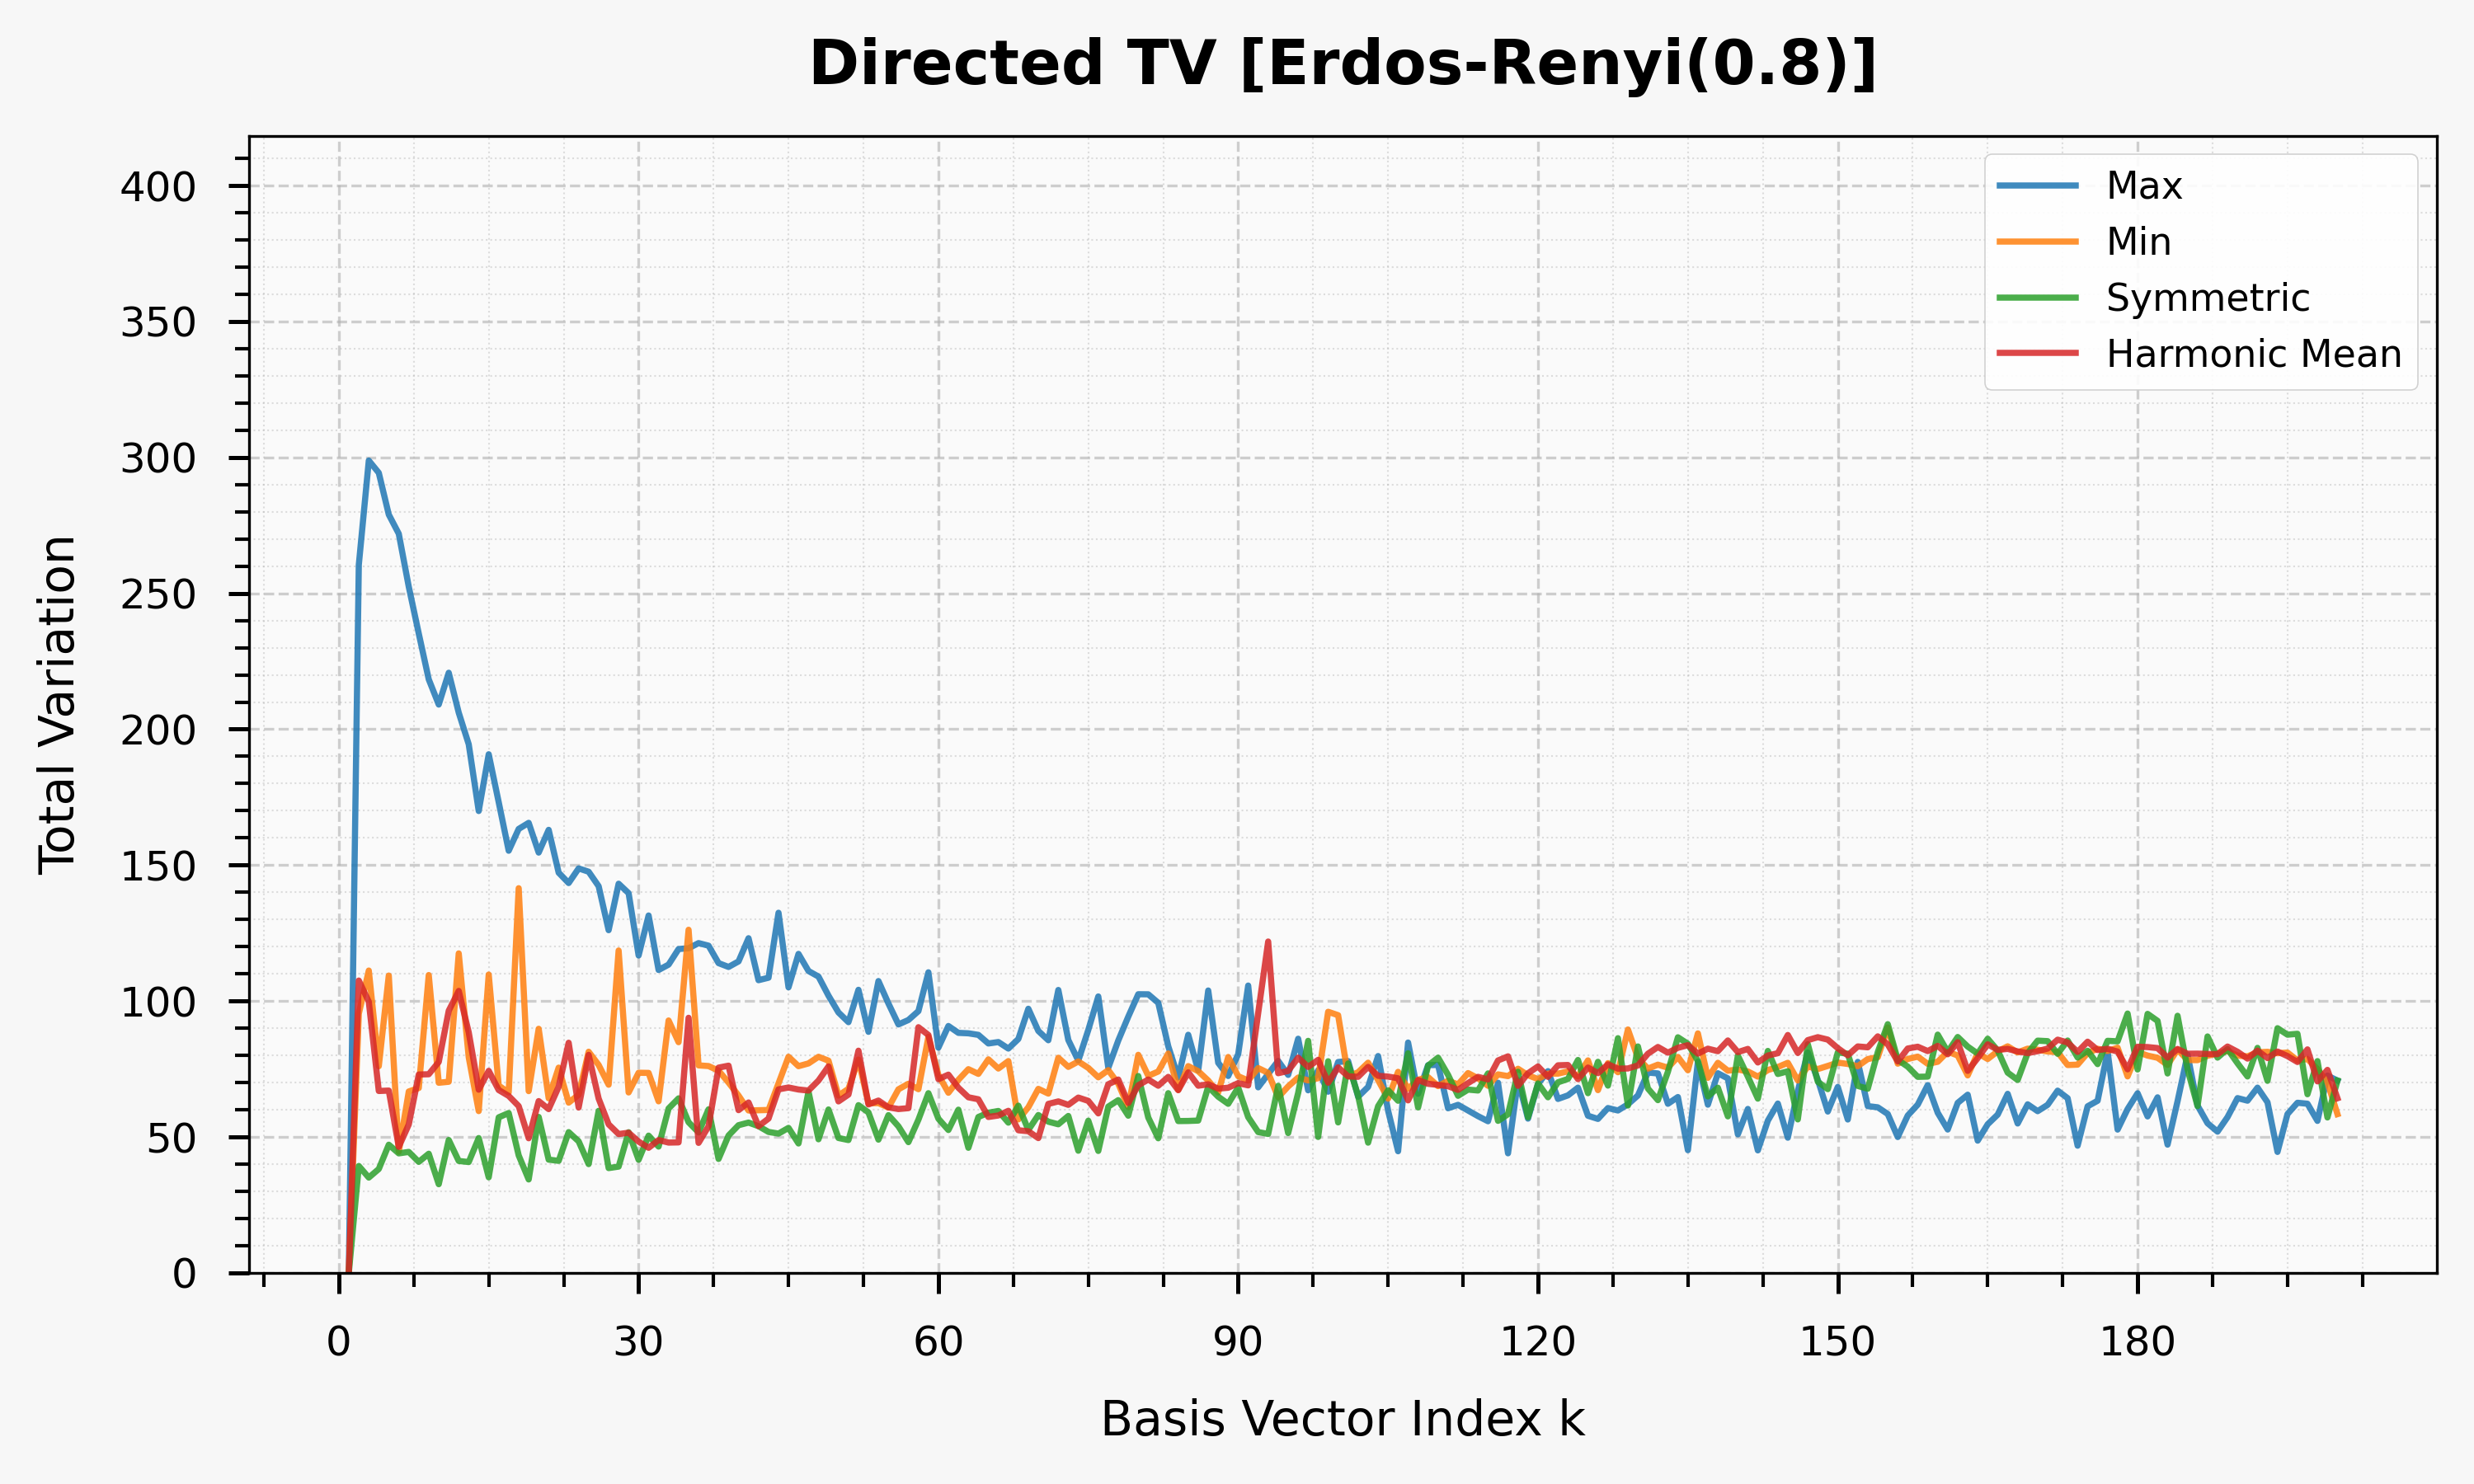 Directed TV [Erdos-Renyi(0.8)]
400
350
300
250
200
150
100
50
0
Total Variation
Max
Min
Symmetric
Harmonic Mean
0 30 60 90 120 150 180
Basis Vector Index k